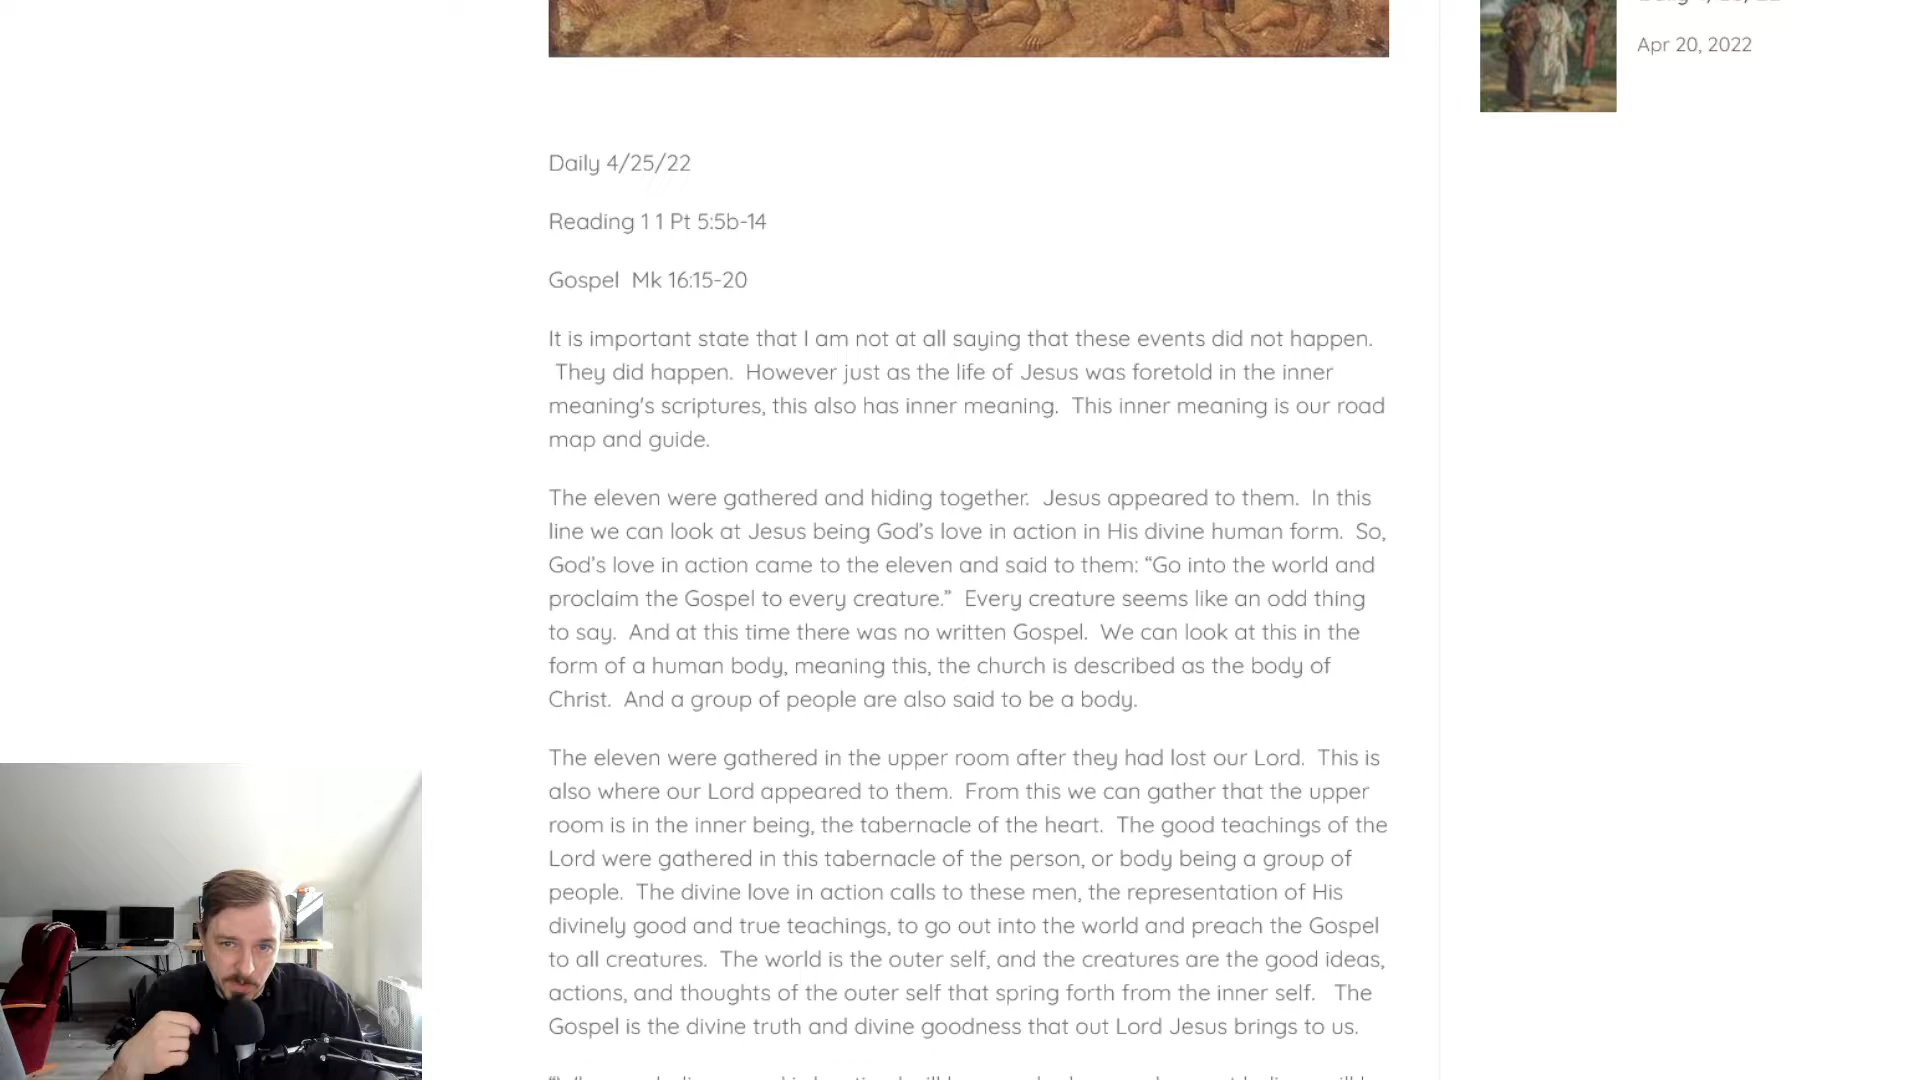 Apr 20, 2022
Daily 4/25/22
Reading 1 1 Pt 5:5b-14
Gospel  Mk 16:15-20
It is important state that I am not at all saying that these events did not happen.
They did happen.  However just as the life of Jesus was foretold in the inner
meaning's scriptures, this also has inner meaning.  This inner meaning is our road
map and guide.
The eleven were gathered and hiding together.  Jesus appeared to them.  In this
line we can look at Jesus being God’s love in action in His divine human form.  So,
God’s love in action came to the eleven and said to them: “Go into the world and
proclaim the Gospel to every creature.”  Every creature seems like an odd thing
to say.  And at this time there was no written Gospel.  We can look at this in the
form of a human body, meaning this, the church is described as the body of
Christ.  And a group of people are also said to be a body.
The eleven were gathered in the upper room after they had lost our Lord.  This is
also where our Lord appeared to them.  From this we can gather that the upper
room is in the inner being, the tabernacle of the heart.  The good teachings of the
Lord were gathered in this tabernacle of the person, or body being a group of
people.  The divine love in action calls to these men, the representation of His
divinely good and true teachings, to go out into the world and preach the Gospel
to all creatures.  The world is the outer self, and the creatures are the good ideas,
actions, and thoughts of the outer self that spring forth from the inner self.   The
Gospel is the divine truth and divine goodness that out Lord Jesus brings to us.